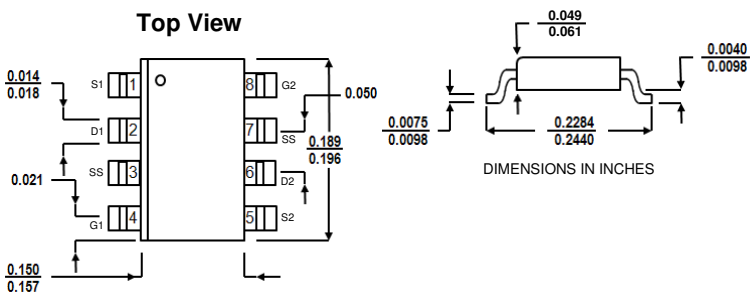 Top View
0.014
0.018
S1
1
8
G2
0.050
D1
2
7
SS
0.189
0.196
0.021
SS
3
6
D2
G1
4
5
S2
0.150
0.157
0.049
0.061
0.0040
0.0098
0.0075
0.0098
0.2284
0.2440
DIMENSIONS IN INCHES